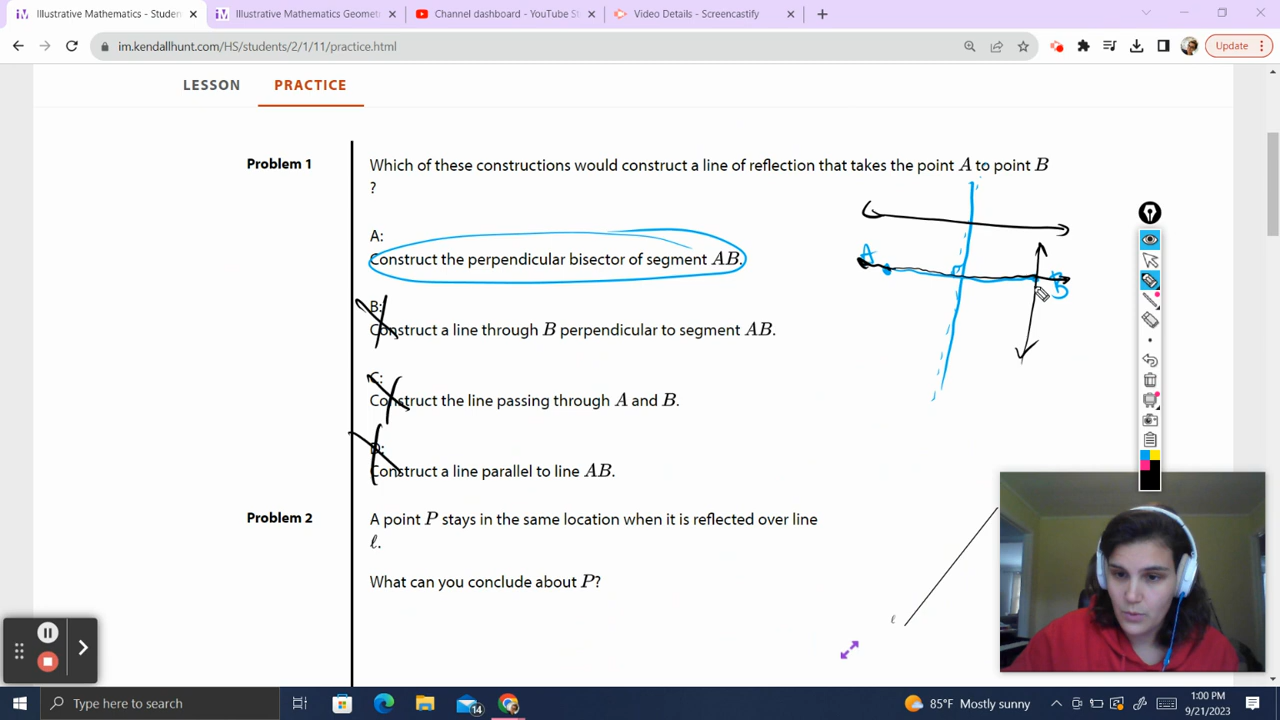 Illustrative Mathematics - Studen
Illustrative Mathematics Geomet
Channel dashboard - YouTube St
Video Details - Screencastify
im.kendallhunt.com/HS/students/2/1/11/practice.html
Update
LESSON
PRACTICE
Problem 1
Which of these constructions would construct a line of reflection that takes the point A to point B
?
A:
Construct the perpendicular bisector of segment AB.
B:
Construct a line through B perpendicular to segment AB.
C:
Construct the line passing through A and B.
D:
Construct a line parallel to line AB.
A
B
Problem 2
A point P stays in the same location when it is reflected over line
ℓ.
What can you conclude about P?
ℓ
Type here to search
14
85°F Mostly sunny
1:00 PM
9/21/2023